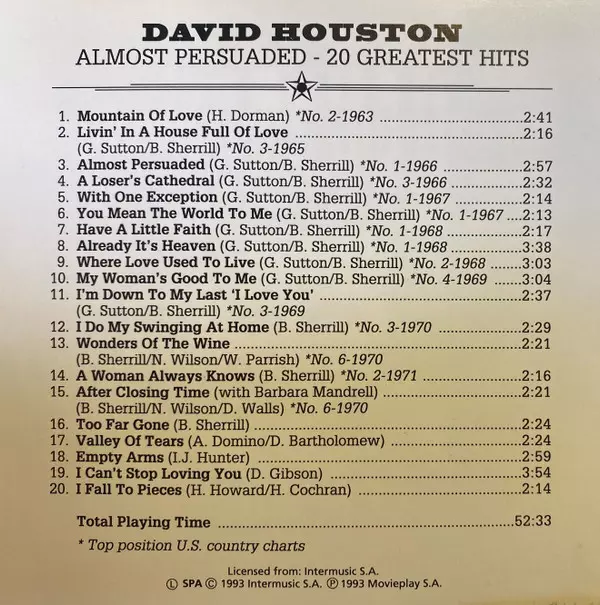 DAVID HOUSTON
ALMOST PERSUADED - 20 GREATEST HITS
1. Mountain Of Love (H. Dorman) *No. 2-1963 ........................2:41
2. Livin' In A House Full Of Love ........................2:16
(G. Sutton/B. Sherrill) *No. 3-1965
3. Almost Persuaded (G. Sutton/B. Sherrill) *No. 1-1966 ............2:57
4. A Loser's Cathedral (G. Sutton/B. Sherrill) *No. 3-1966 ............2:32
5. With One Exception (G. Sutton/B. Sherrill) *No. 1-1967 ............2:14
6. You Mean The World To Me (G. Sutton/B. Sherrill) *No. 1-1967 ...2:13
7. Have A Little Faith (G. Sutton/B. Sherrill) *No. 1-1968 ............2:17
8. Already It's Heaven (G. Sutton/B. Sherrill) *No. 1-1968 ............3:38
9. Where Love Used To Live (G. Sutton/B. Sherrill) *No. 2-1968 ......3:03
10. My Woman's Good To Me (G. Sutton/B. Sherrill) *No. 4-1969 ......3:04
11. I'm Down To My Last 'I Love You' ........................2:37
(G. Sutton/B. Sherrill) *No. 3-1969
12. I Do My Swinging At Home (B. Sherrill) *No. 3-1970 ............2:29
13. Wonders Of The Wine ........................2:21
(B. Sherrill/N. Wilson/W. Parrish) *No. 6-1970
14. A Woman Always Knows (B. Sherrill) *No. 2-1971 ............2:16
15. After Closing Time (with Barbara Mandrell) ........................2:21
(B. Sherrill/N. Wilson/D. Walls) *No. 6-1970
16. Too Far Gone (B. Sherrill) ........................2:24
17. Valley Of Tears (A. Domino/D. Bartholomew) ........................2:24
18. Empty Arms (I.J. Hunter) ........................2:59
19. I Can't Stop Loving You (D. Gibson) ........................3:54
20. I Fall To Pieces (H. Howard/H. Cochran) ........................2:14
Total Playing Time ........................52:33
* Top position U.S. country charts
Licensed from: Intermusic S.A.
Ⓛ SPA Ⓒ 1993 Intermusic S.A. Ⓟ 1993 Movieplay S.A.